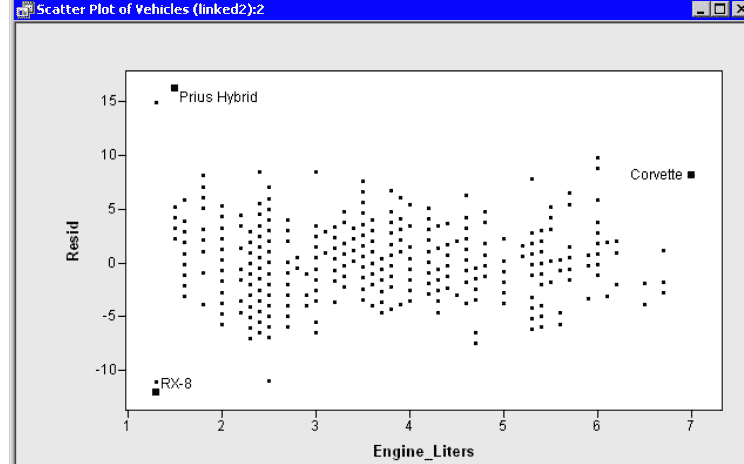 Scatter Plot of Vehicles (linked2):2
15
Prius Hybrid
10
Corvette
5
Resid
0
-5
-10
RX-8
1 2 3 4 5 6 7
Engine_Liters